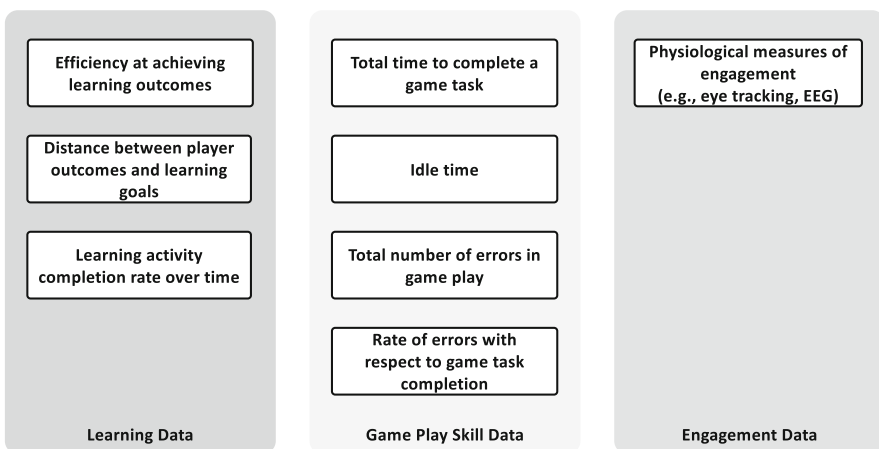 Efficiency at achieving
learning outcomes
Distance between player
outcomes and learning
goals
Learning activity
completion rate over time
Learning Data
Total time to complete a
game task
Idle time
Total number of errors in
game play
Rate of errors with
respect to game task
completion
Game Play Skill Data
Physiological measures of
engagement
(e.g., eye tracking, EEG)
Engagement Data